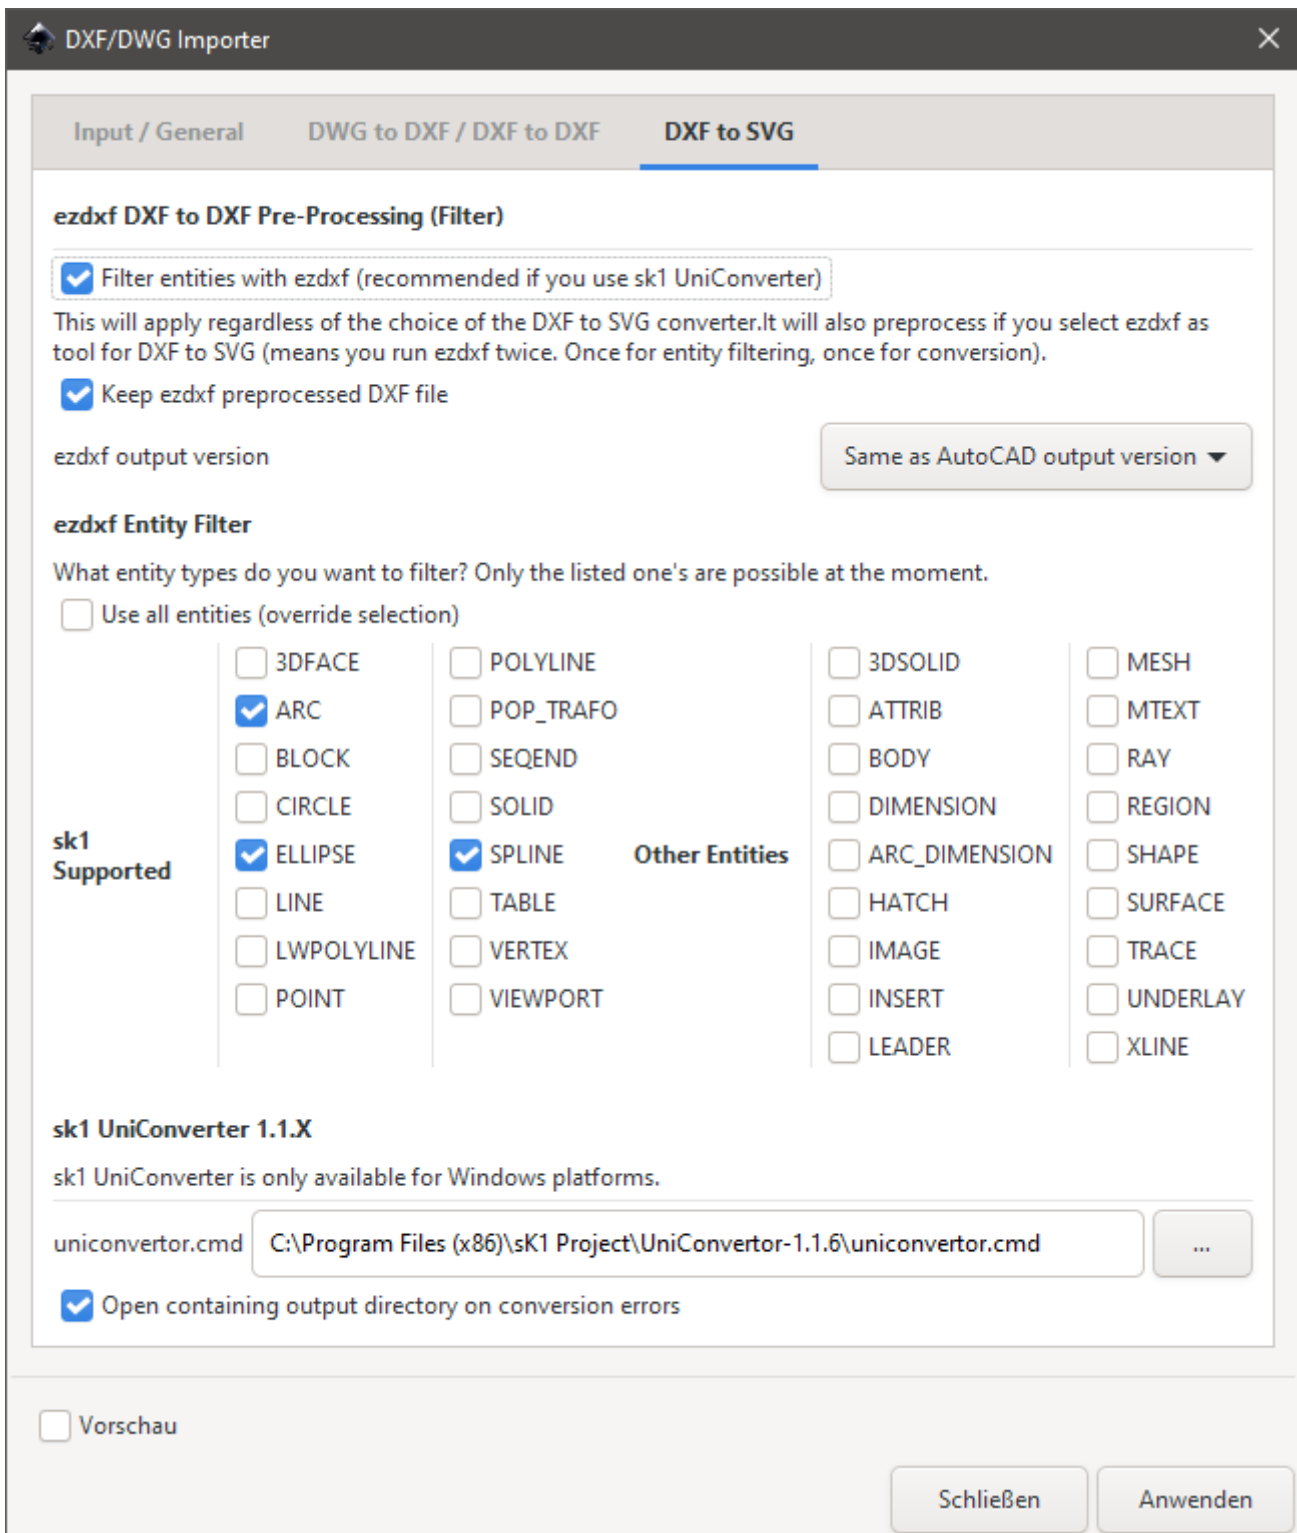 DXF/DWG Importer
Input / General DWG to DXF / DXF to DXF DXF to SVG
ezdxf DXF to DXF Pre-Processing (Filter)
Filter entities with ezdxf (recommended if you use sk1 UniConverter)
This will apply regardless of the choice of the DXF to SVG converter.It will also preprocess if you select ezdxf as
tool for DXF to SVG (means you run ezdxf twice. Once for entity filtering, once for conversion).
Keep ezdxf preprocessed DXF file
ezdxf output version Same as AutoCAD output version
ezdxf Entity Filter
What entity types do you want to filter? Only the listed one's are possible at the moment.
Use all entities (override selection)
sk1
Supported
3DFACE
ARC
BLOCK
CIRCLE
ELLIPSE
LINE
LWPOLYLINE
POINT
POLYLINE
POP_TRAFO
SEQEND
SOLID
SPLINE
TABLE
VERTEX
VIEWPORT
Other Entities
3DSOLID
ATTRIB
BODY
DIMENSION
ARC_DIMENSION
HATCH
IMAGE
INSERT
LEADER
MESH
MTEXT
RAY
REGION
SHAPE
SURFACE
TRACE
UNDERLAY
XLINE
sk1 UniConverter 1.1.X
sk1 UniConverter is only available for Windows platforms.
uniconvertor.cmd C:\Program Files (x86)\sK1 Project\UniConvertor-1.1.6\uniconvertor.cmd ...
Open containing output directory on conversion errors
Vorschau
Schließen Anwenden